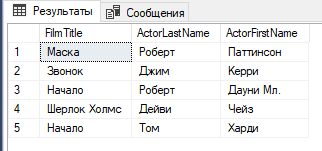 Результаты Сообщения
FilmTitle ActorLastName ActorFirstName
1 Маска Роберт Паттинсон
2 Звонок Джим Керри
3 Начало Роберт Дауни Мл.
4 Шерлок Холмс Дейви Чейз
5 Начало Том Харди